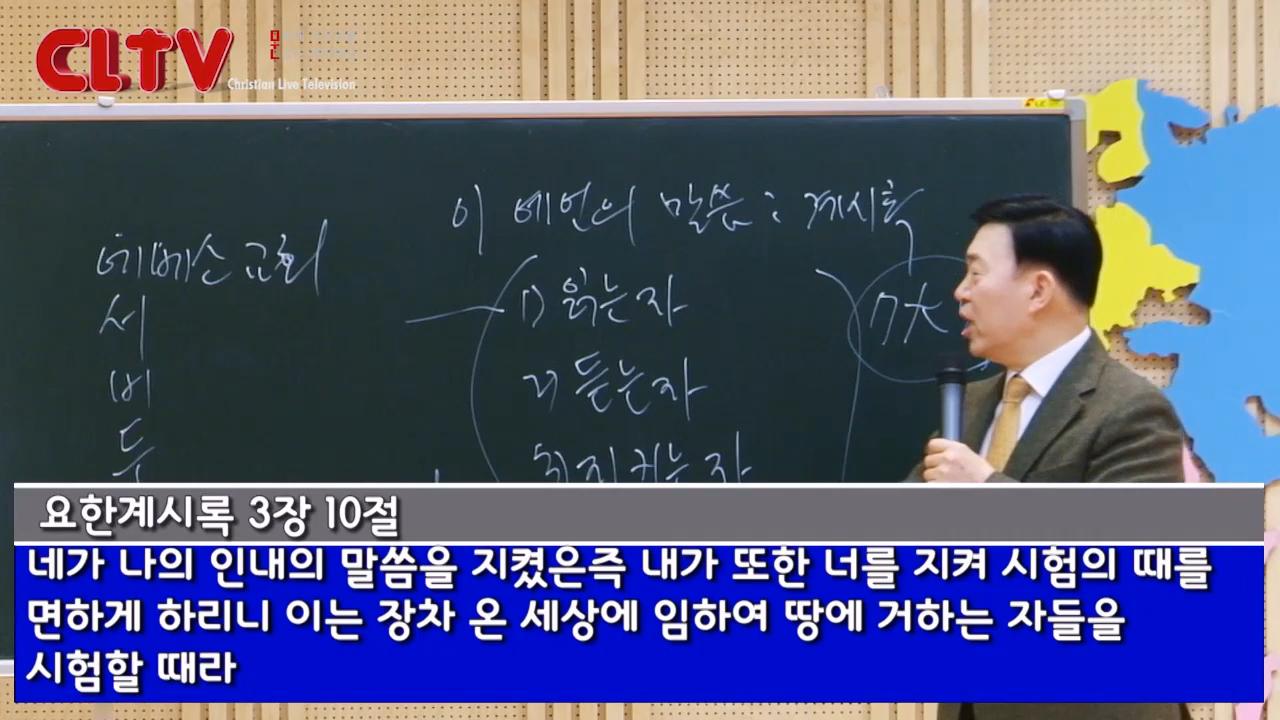 CLTV
Christian Live Television
이 예언의 말씀: 계시록
에베소교회
서
버
두
1) 읽는자
2) 듣는자
3) 지키는자
7大
요한계시록 3장 10절
네가 나의 인내의 말씀을 지켰은즉 내가 또한 너를 지켜 시험의 때를
면하게 하리니 이는 장차 온 세상에 임하여 땅에 거하는 자들을
시험할 때라